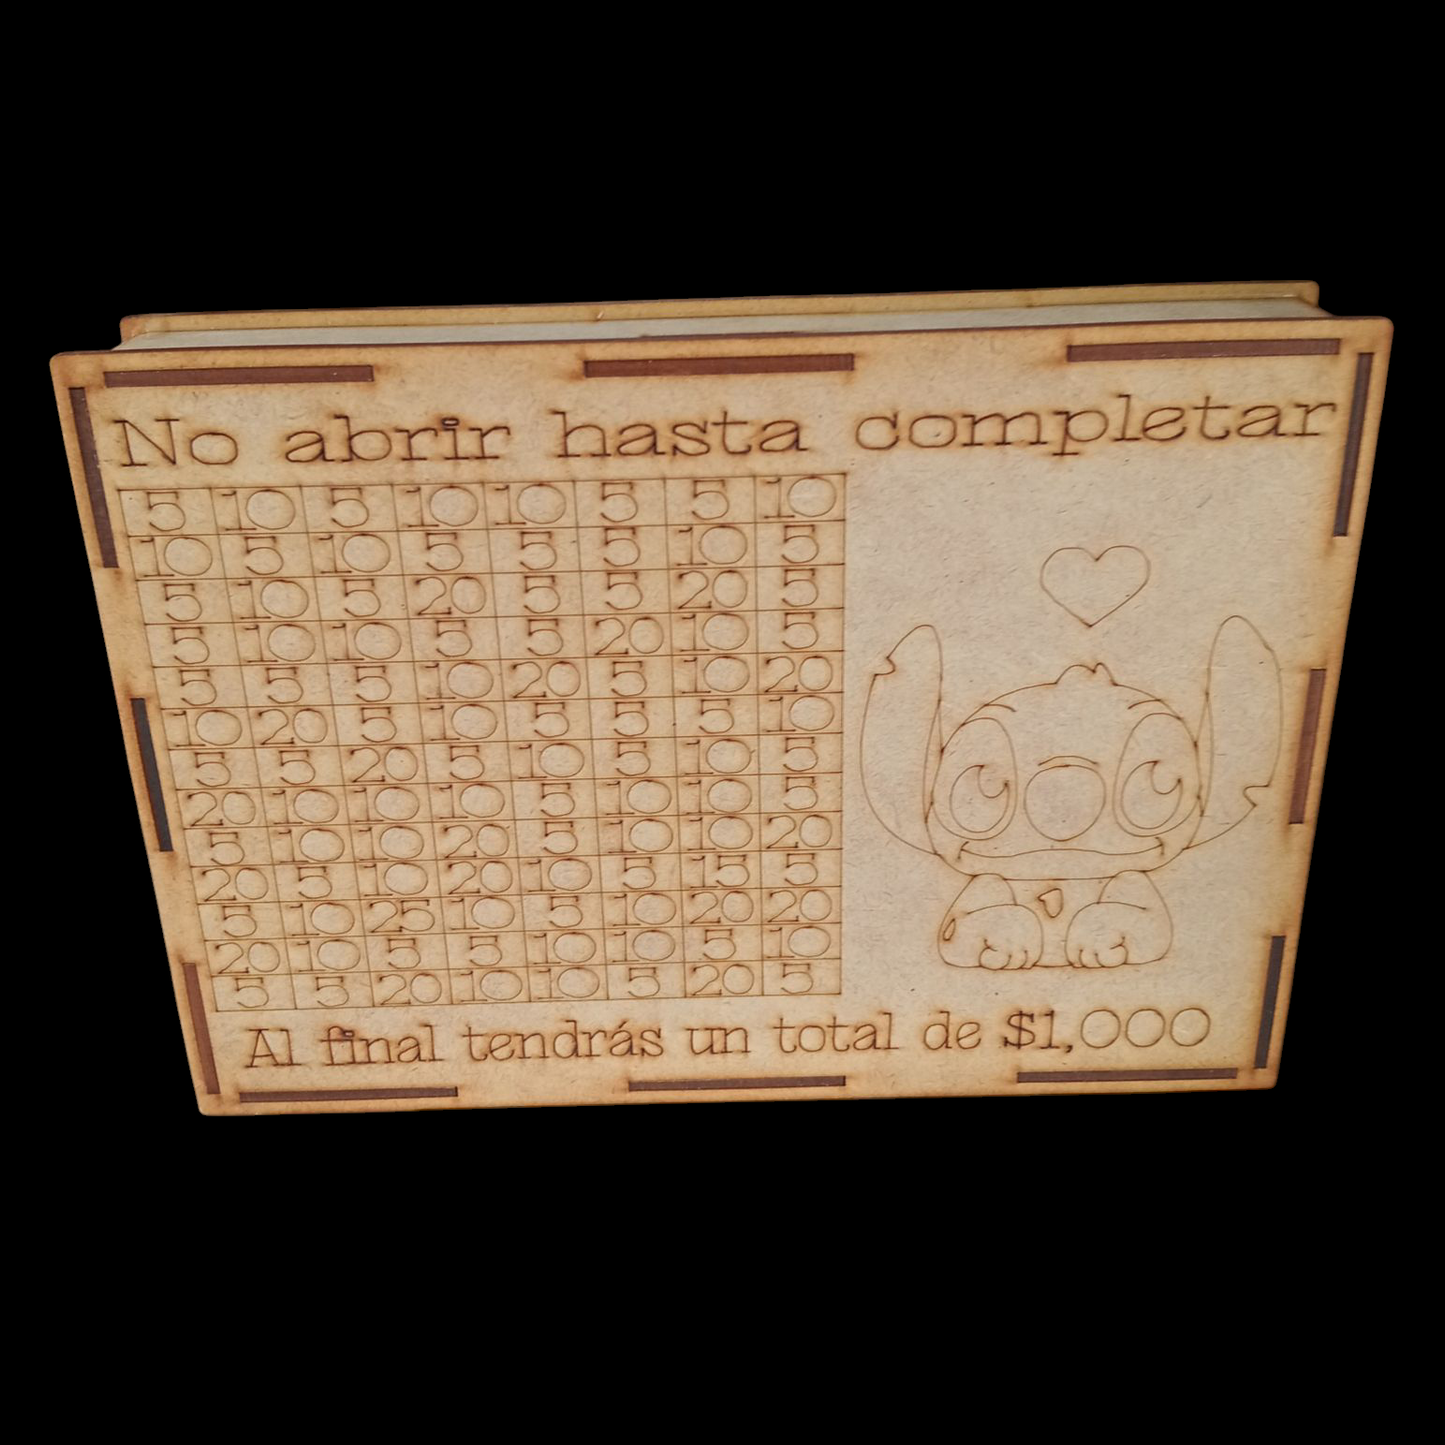 No abrir hasta completar
5 10 5 10 10 5 5 10
10 5 10 5 5 5 10 5
5 10 5 20 5 5 20 5
5 10 10 5 5 20 10 5
5 5 5 10 20 5 10 20
10 20 5 10 5 5 5 10
5 5 20 5 10 5 10 5
20 10 10 10 5 10 10 5
5 10 10 20 5 10 10 20
20 5 10 20 10 5 15 5
5 10 25 10 5 10 20 20
20 10 5 5 10 10 5 10
5 5 20 10 10 5 20 5
Al final tendrás un total de $1,000